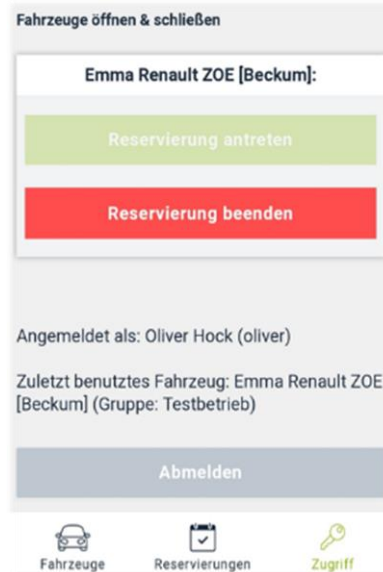 Fahrzeuge öffnen & schließen
Emma Renault ZOE [Beckum]:
Reservierung antreten
Reservierung beenden
Angemeldet als: Oliver Hock (oliver)
Zuletzt benutztes Fahrzeug: Emma Renault ZOE
[Beckum] (Gruppe: Testbetrieb)
Abmelden
Fahrzeuge
Reservierungen
Zugriff